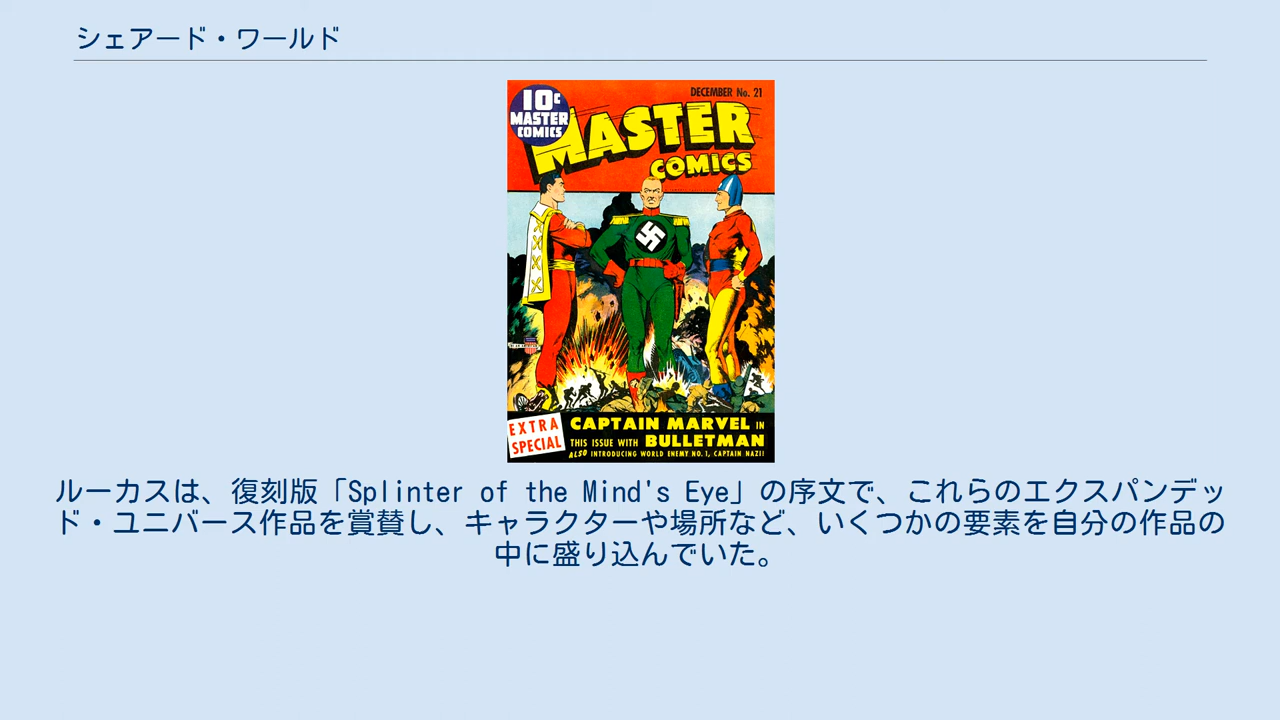 シェアード・ワールド
DECEMBER No. 21
10¢
MASTER
COMICS
MASTER
COMICS
EXTRA
SPECIAL
CAPTAIN MARVEL IN
THIS ISSUE WITH BULLETMAN
ALSO INTRODUCING WORLD ENEMY NO. 1, CAPTAIN NAZI!
ルーカスは、復刻版「Splinter of the Mind's Eye」の序文で、これらのエクスパンデッ
ド・ユニバース作品を賞賛し、キャラクターや場所など、いくつかの要素を自分の作品の
中に盛り込んでいた。